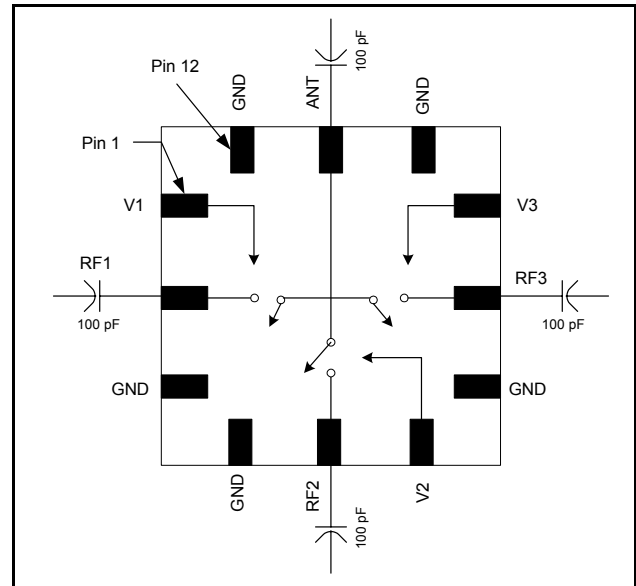 Pin 12
GND
ANT
100 pF
GND
Pin 1
V1
V3
RF1
RF3
100 pF
100 pF
GND
GND
GND
RF2
V2
100 pF